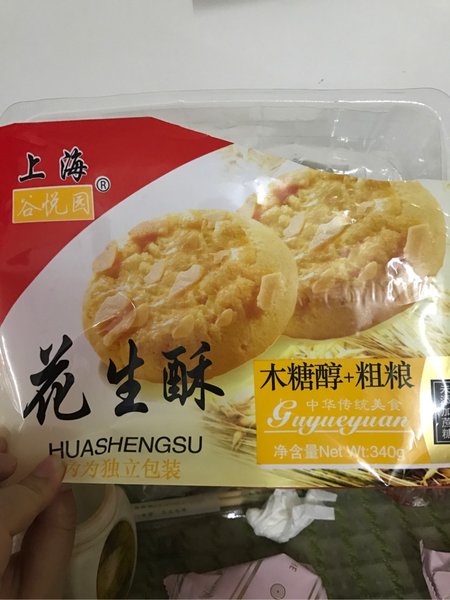 上海
谷悦园®
花生酥
HUASHENGSU
内为独立包装
木糖醇+粗粮
中华传统美食
Guyueyuan
净含量Net Wt:340g